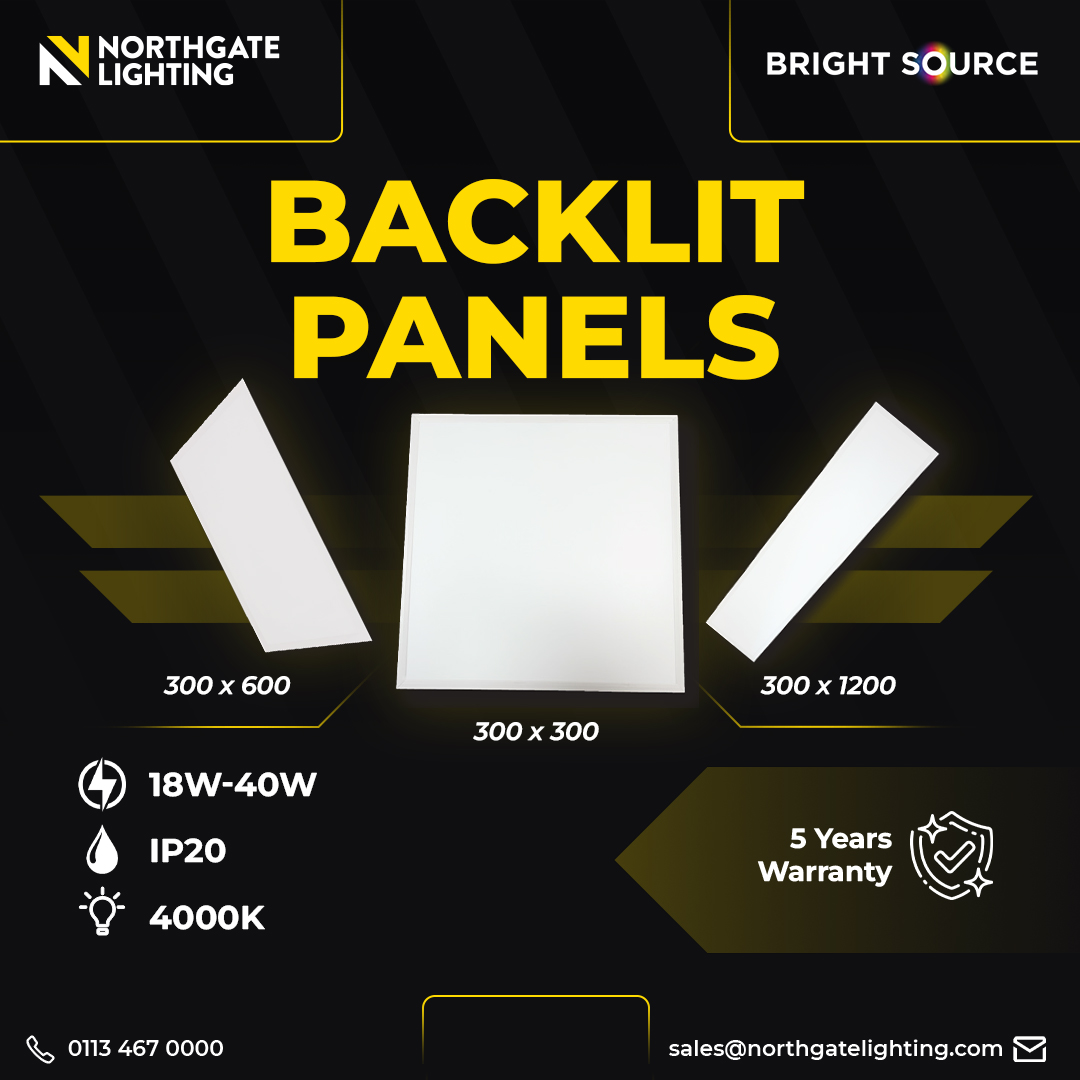 NORTHGATE
LIGHTING
BRIGHT SOURCE
BACKLIT
PANELS
300 x 600
300 x 300
300 x 1200
18W-40W
IP20
4000K
5 Years
Warranty
0113 467 0000
sales@northgatelighting.com